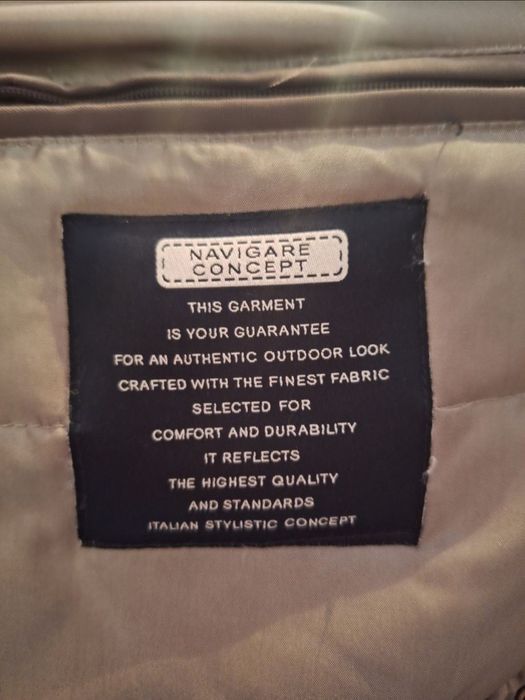 NAVIGARE
CONCEPT
THIS GARMENT
IS YOUR GUARANTEE
FOR AN AUTHENTIC OUTDOOR LOOK
CRAFTED WITH THE FINEST FABRIC
SELECTED FOR
COMFORT AND DURABILITY
IT REFLECTS
THE HIGHEST QUALITY
AND STANDARDS
ITALIAN STYLISTIC CONCEPT